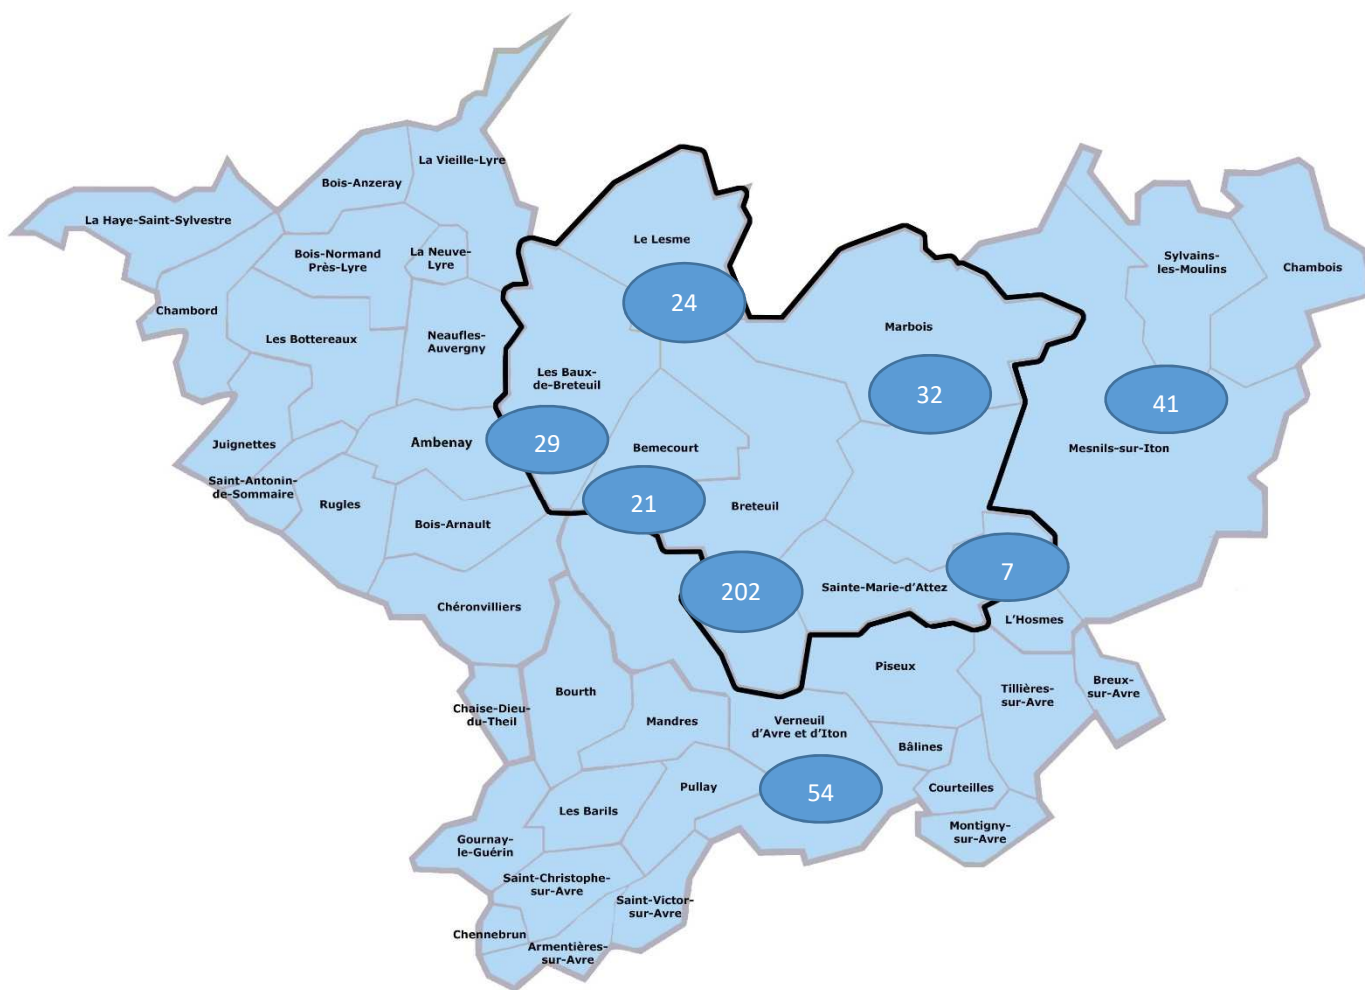 La Vieille-Lyre
Bois-Anzeray
La Haye-Saint-Sylvestre
Le Lesme
La Neuve-
Lyre
Bois-Normand
Près-Lyre
Sylvains-
les-Moulins
Chambois
24
Chambord
Marbois
Les Bottereaux
Neaufles-
Auvergny
Les Baux-
de-Breteuil
32
41
Juignettes
Ambenay
29
Bemecourt
Mesnils-sur-Iton
Saint-Antonin-
de-Sommaire
Rugles
21
Breteuil
Bois-Arnault
7
202
Sainte-Marie-d'Attez
Chéronvilliers
L'Hosmes
Piseux
Bourth
Tillières-
sur-Avre
Breux-
sur-Avre
Chaise-Dieu-
du-Theil
Mandres
Verneuil
d'Avre et d'Iton
Bâlines
Pullay
54
Courteilles
Les Barils
Montigny-
sur-Avre
Gournay-
le-Guérin
Saint-Christophe-
sur-Avre
Saint-Victor-
sur-Avre
Chennebrun
Armentières-
sur-Avre